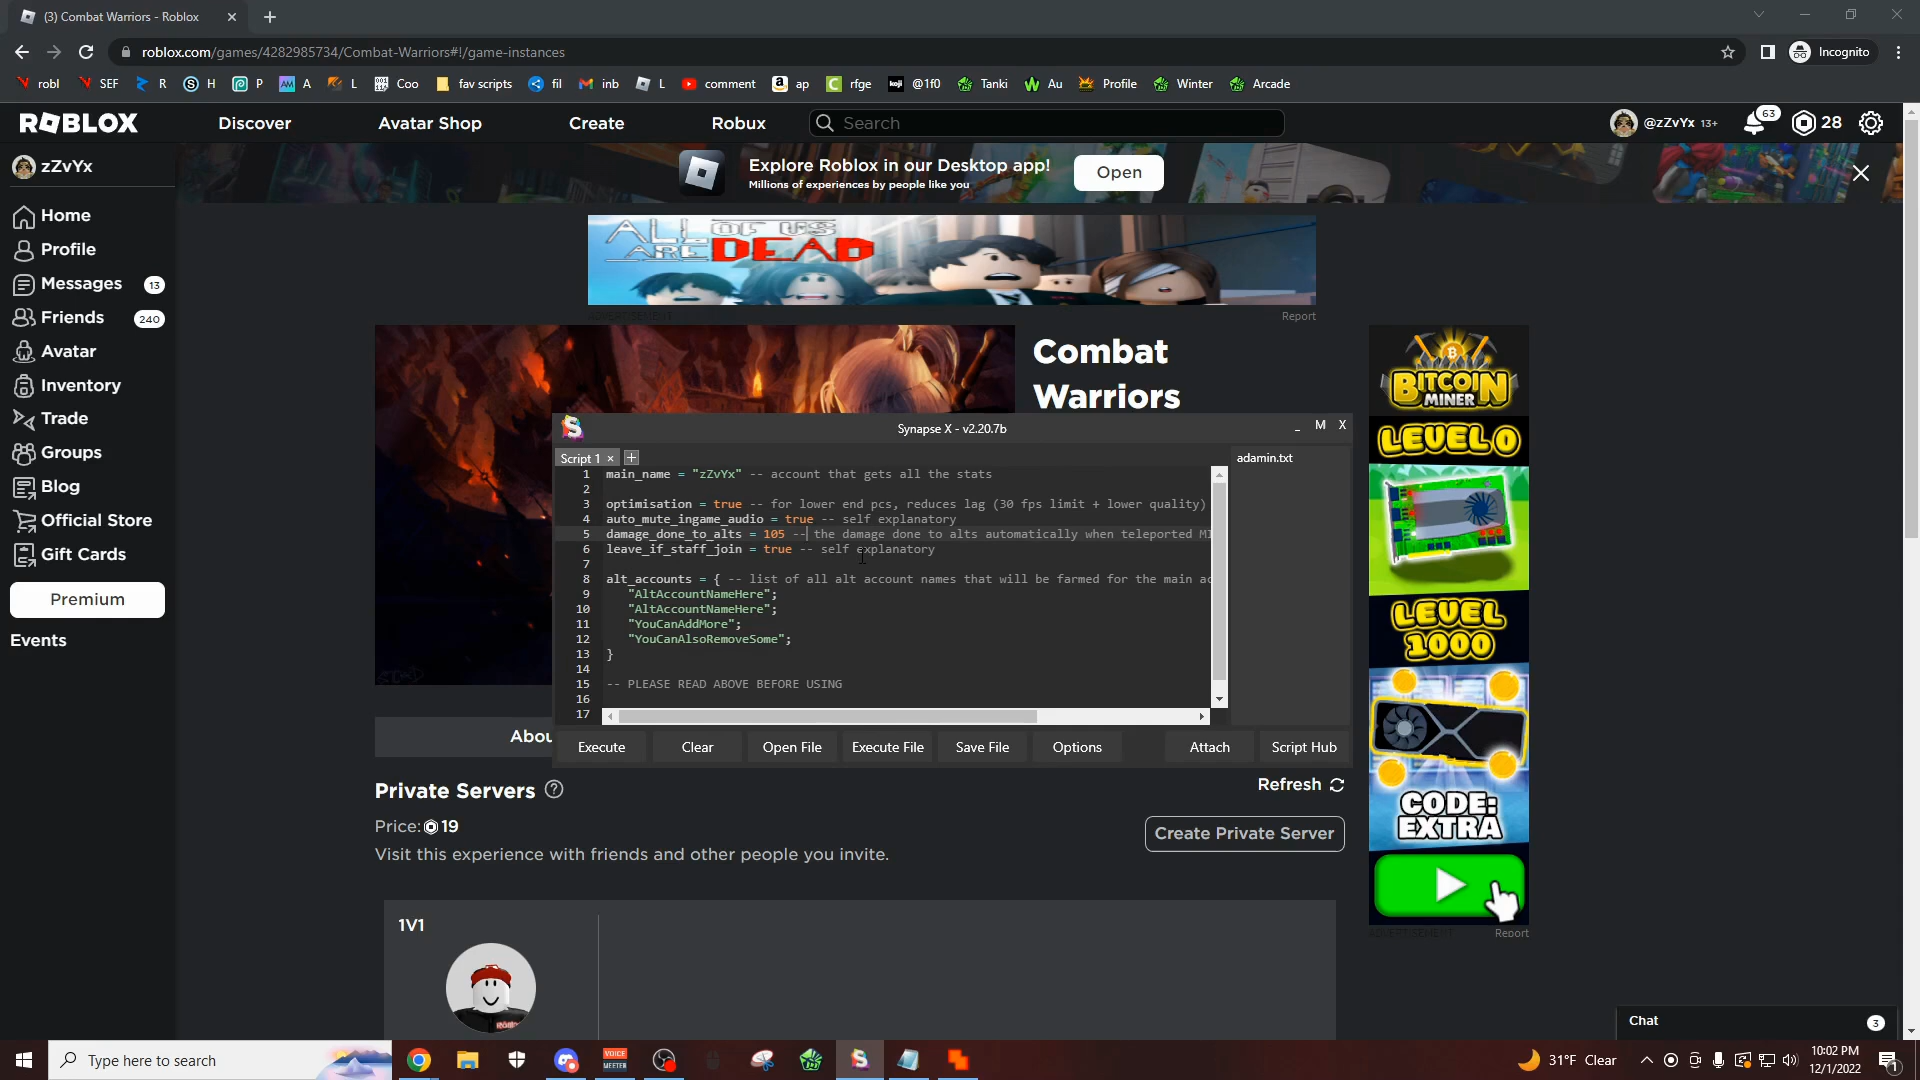 (3) Combat Warriors - Roblox
roblox.com/games/4282985734/Combat-Warriors#!/game-instances
Incognito
robl SEF R H P A L Coo fav scripts fil inb L comment ap rfge @1f0 Tanki Au Profile Winter Arcade
ROBLOX Discover Avatar Shop Create Robux Search @zZvYx 13+ 63 28
zZvYx
Explore Roblox in our Desktop app!
Millions of experiences by people like you
Open
Home
Profile
Messages 13
Friends 240
Avatar
Inventory
Trade
Groups
Blog
Official Store
Gift Cards
Premium
Events
ALL OF US
ARE DEAD
ADVERTISEMENT
Report
Combat
Warriors
Synapse X - v2.20.7b
_ M X
Script 1 × +
adamin.txt
1 main_name = "zZvYx" -- account that gets all the stats
2
3 optimisation = true -- for lower end pcs, reduces lag (30 fps limit + lower quality)
4 auto_mute_ingame_audio = true -- self explanatory
5 damage_done_to_alts = 105 -- the damage done to alts automatically when teleported MI
6 leave_if_staff_join = true -- self explanatory
7
8 alt_accounts = { -- list of all alt account names that will be farmed for the main ac
9 "AltAccountNameHere";
10 "AltAccountNameHere";
11 "YouCanAddMore";
12 "YouCanAlsoRemoveSome";
13 }
14
15 -- PLEASE READ ABOVE BEFORE USING
16
17
Execute Clear Open File Execute File Save File Options Attach Script Hub
Abou
Private Servers
Refresh
Price: 19
Create Private Server
Visit this experience with friends and other people you invite.
1V1
BITCOIN
MINER
LEVEL 0
LEVEL
1000
CODE:
EXTRA
ADVERTISEMENT
Report
Chat 3
Type here to search
VOICE
MEETER
31°F Clear
10:02 PM
12/1/2022
1